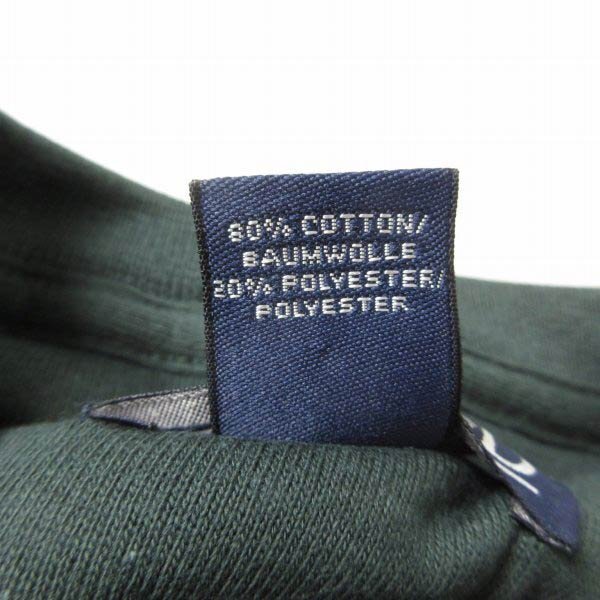 80% COTTON/
BAUMWOLLE
20% POLYESTER/
POLYESTER